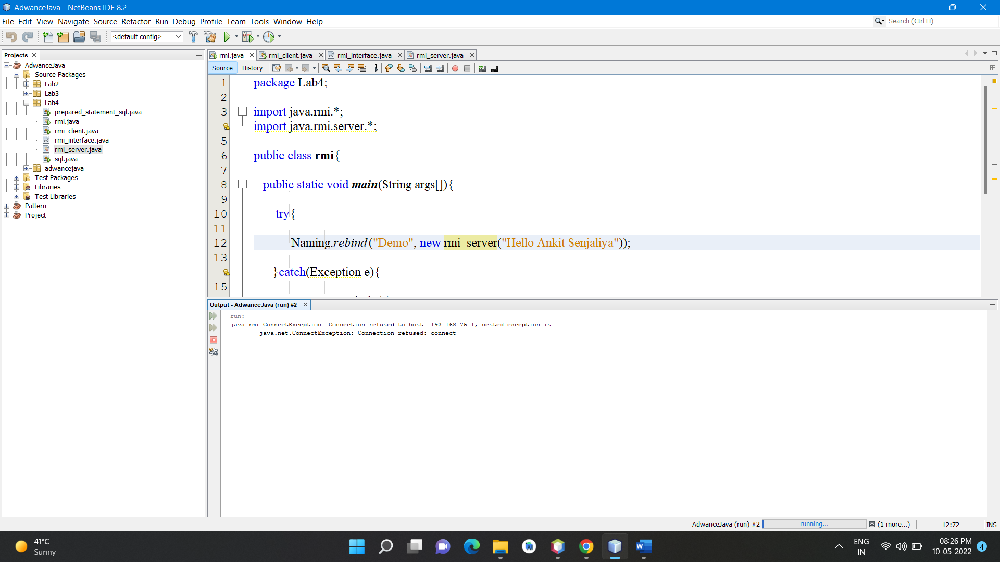 AdwanceJava - NetBeans IDE 8.2
File Edit View Navigate Source Refactor Run Debug Profile Team Tools Window Help
Search (Ctrl+I)
<default config>
Projects
AdwanceJava
Source Packages
Lab2
Lab3
Lab4
prepared_statement_sql.java
rmi.java
rmi_client.java
rmi_interface.java
rmi_server.java
sql.java
adwancejava
Test Packages
Libraries
Test Libraries
Pattern
Project
rmi.java rmi_client.java rmi_interface.java rmi_server.java
Source History
1 package Lab4;
2
3 import java.rmi.*;
import java.rmi.server.*;
5
6 public class rmi{
7
8 public static void main(String args[]){
9
10 try{
11
12 Naming.rebind("Demo", new rmi_server("Hello Ankit Senjaliya"));
13
}catch(Exception e){
15
Output - AdwanceJava (run) #2
run:
java.rmi.ConnectException: Connection refused to host: 192.168.75.1; nested exception is:
java.net.ConnectException: Connection refused: connect
AdwanceJava (run) #2 running... (1 more...) 12:72 INS
41°C
Sunny
ENG
IN
08:26 PM
10-05-2022
4